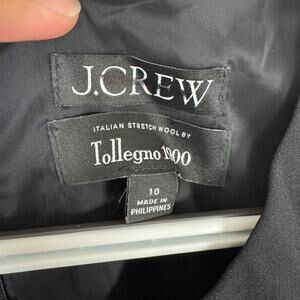 J.CREW
ITALIAN STRETCH WOOL BY
Tollegno 1900
10
MADE IN
PHILIPPINES